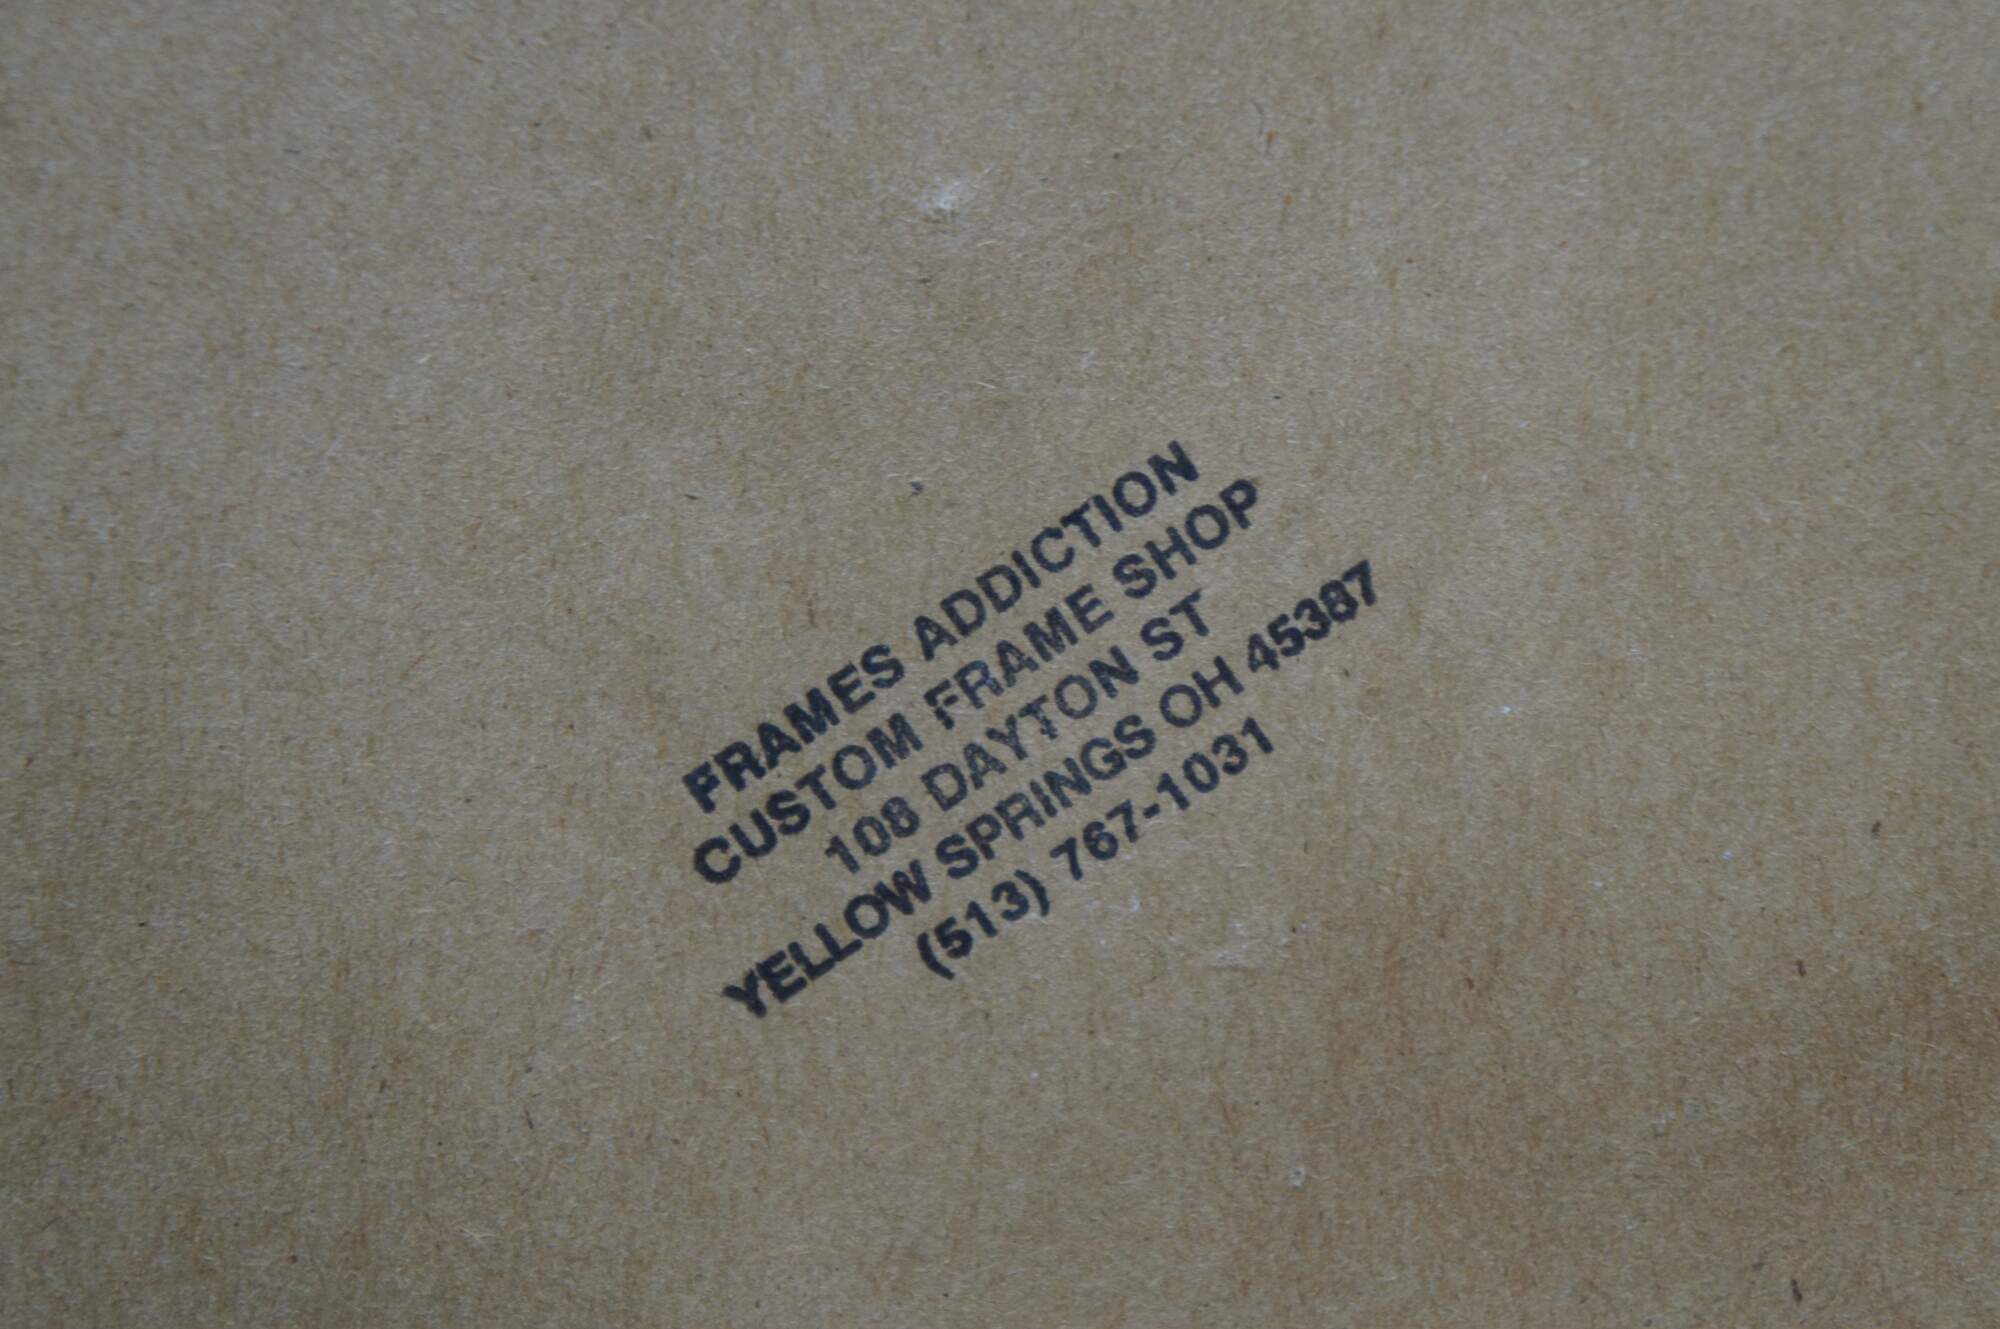 FRAMES ADDICTION
CUSTOM FRAME SHOP
108 DAYTON ST
YELLOW SPRINGS OH 45387
(513) 767-1031